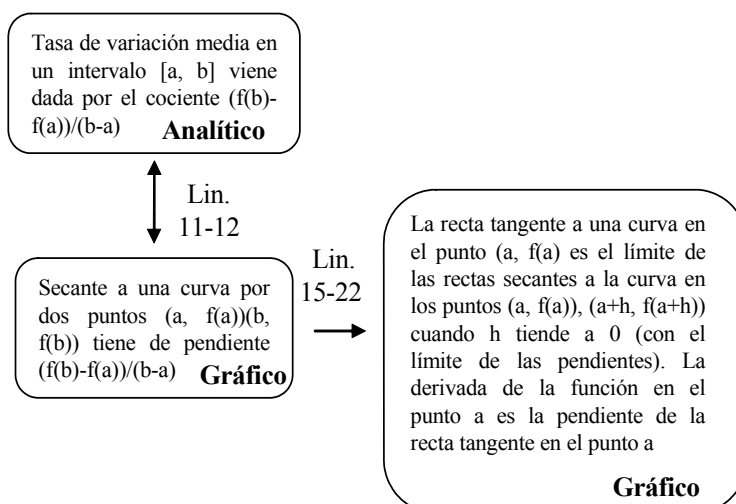 Tasa de variación media en
un intervalo [a, b] viene
dada por el cociente (f(b)-
f(a))/(b-a) Analítico
Lin.
11-12
Secante a una curva por
dos puntos (a, f(a))(b,
f(b)) tiene de pendiente
(f(b)-f(a))/(b-a) Gráfico
Lin.
15-22
La recta tangente a una curva en
el punto (a, f(a) es el límite de
las rectas secantes a la curva en
los puntos (a, f(a)), (a+h, f(a+h))
cuando h tiende a 0 (con el
límite de las pendientes). La
derivada de la función en el
punto a es la pendiente de la
recta tangente en el punto a
Gráfico